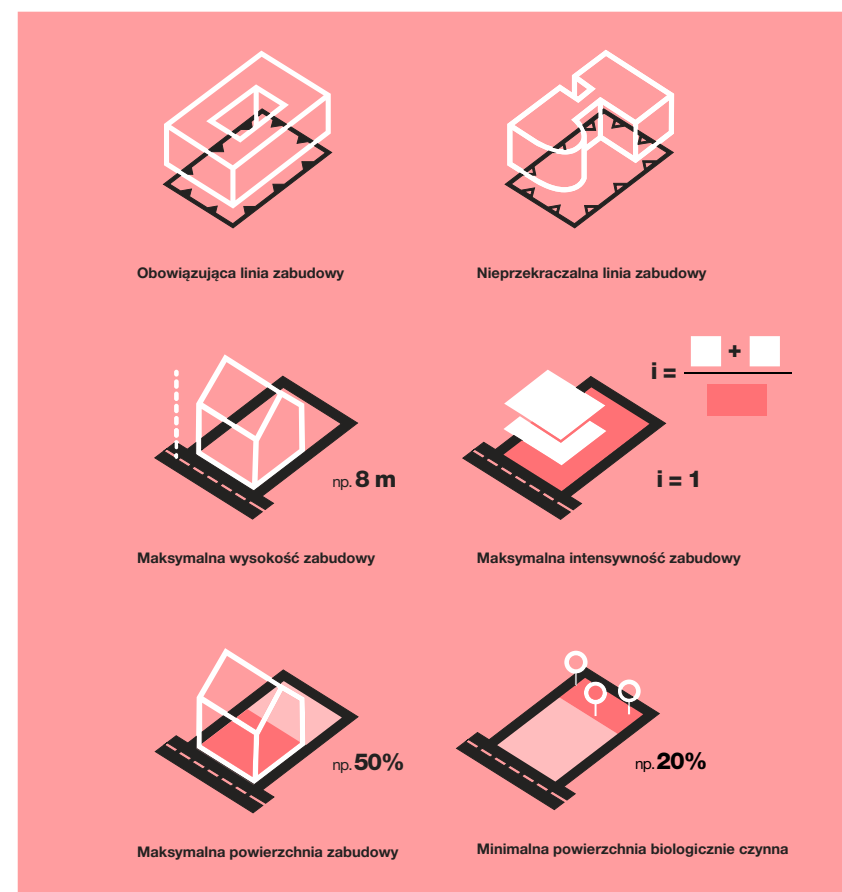 Obowiązująca linia zabudowy
Nieprzekraczalna linia zabudowy
np. 8 m
Maksymalna wysokość zabudowy
i = + 
i = 1
Maksymalna intensywność zabudowy
np. 50%
Maksymalna powierzchnia zabudowy
np. 20%
Minimalna powierzchnia biologicznie czynna